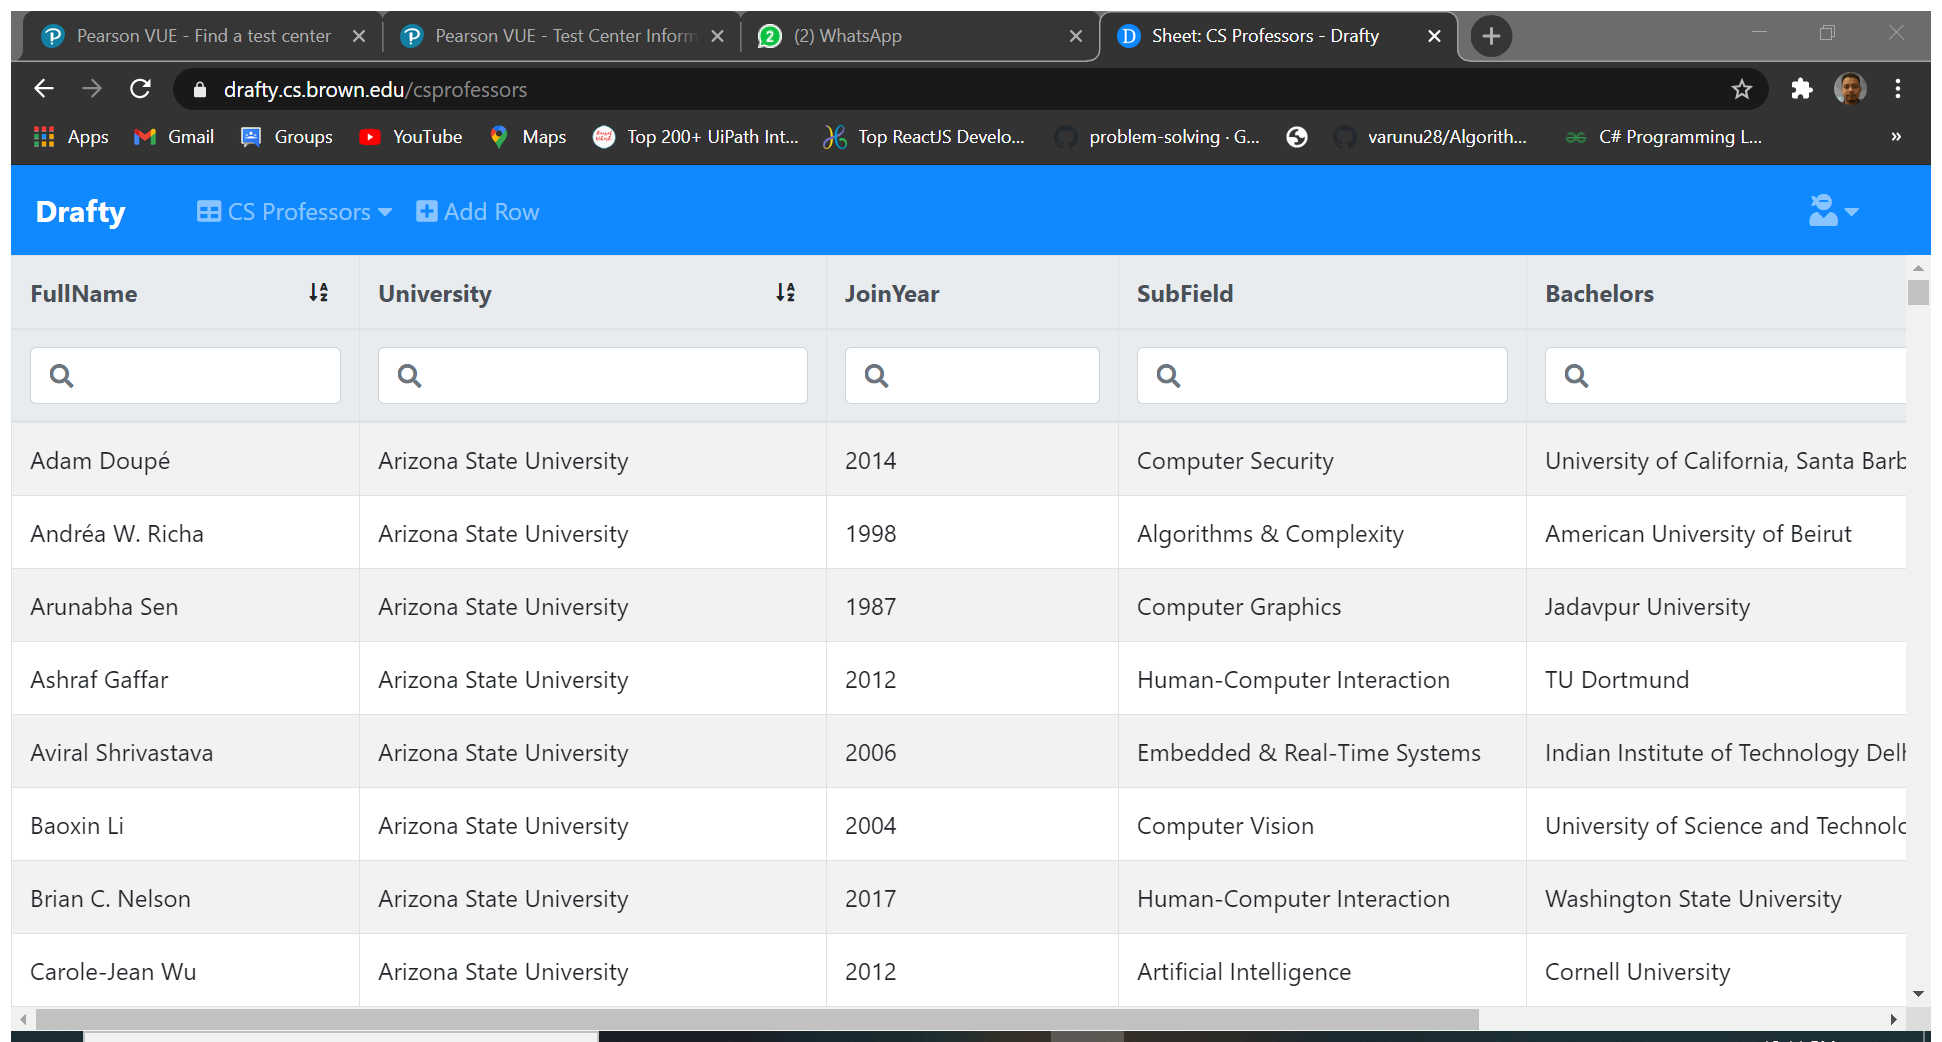 Pearson VUE - Find a test center
Pearson VUE - Test Center Inform
2 (2) WhatsApp
D Sheet: CS Professors - Drafty
drafty.cs.brown.edu/csprofessors
Apps Gmail Groups YouTube Maps Top 200+ UiPath Int... Top ReactJS Develo... problem-solving · G... varunu28/Algorith... C# Programming L... »
Drafty CS Professors Add Row
FullName University JoinYear SubField Bachelors
Adam Doupé Arizona State University 2014 Computer Security University of California, Santa Barb
Andréa W. Richa Arizona State University 1998 Algorithms & Complexity American University of Beirut
Arunabha Sen Arizona State University 1987 Computer Graphics Jadavpur University
Ashraf Gaffar Arizona State University 2012 Human-Computer Interaction TU Dortmund
Aviral Shrivastava Arizona State University 2006 Embedded & Real-Time Systems Indian Institute of Technology Delh
Baoxin Li Arizona State University 2004 Computer Vision University of Science and Technolo
Brian C. Nelson Arizona State University 2017 Human-Computer Interaction Washington State University
Carole-Jean Wu Arizona State University 2012 Artificial Intelligence Cornell University